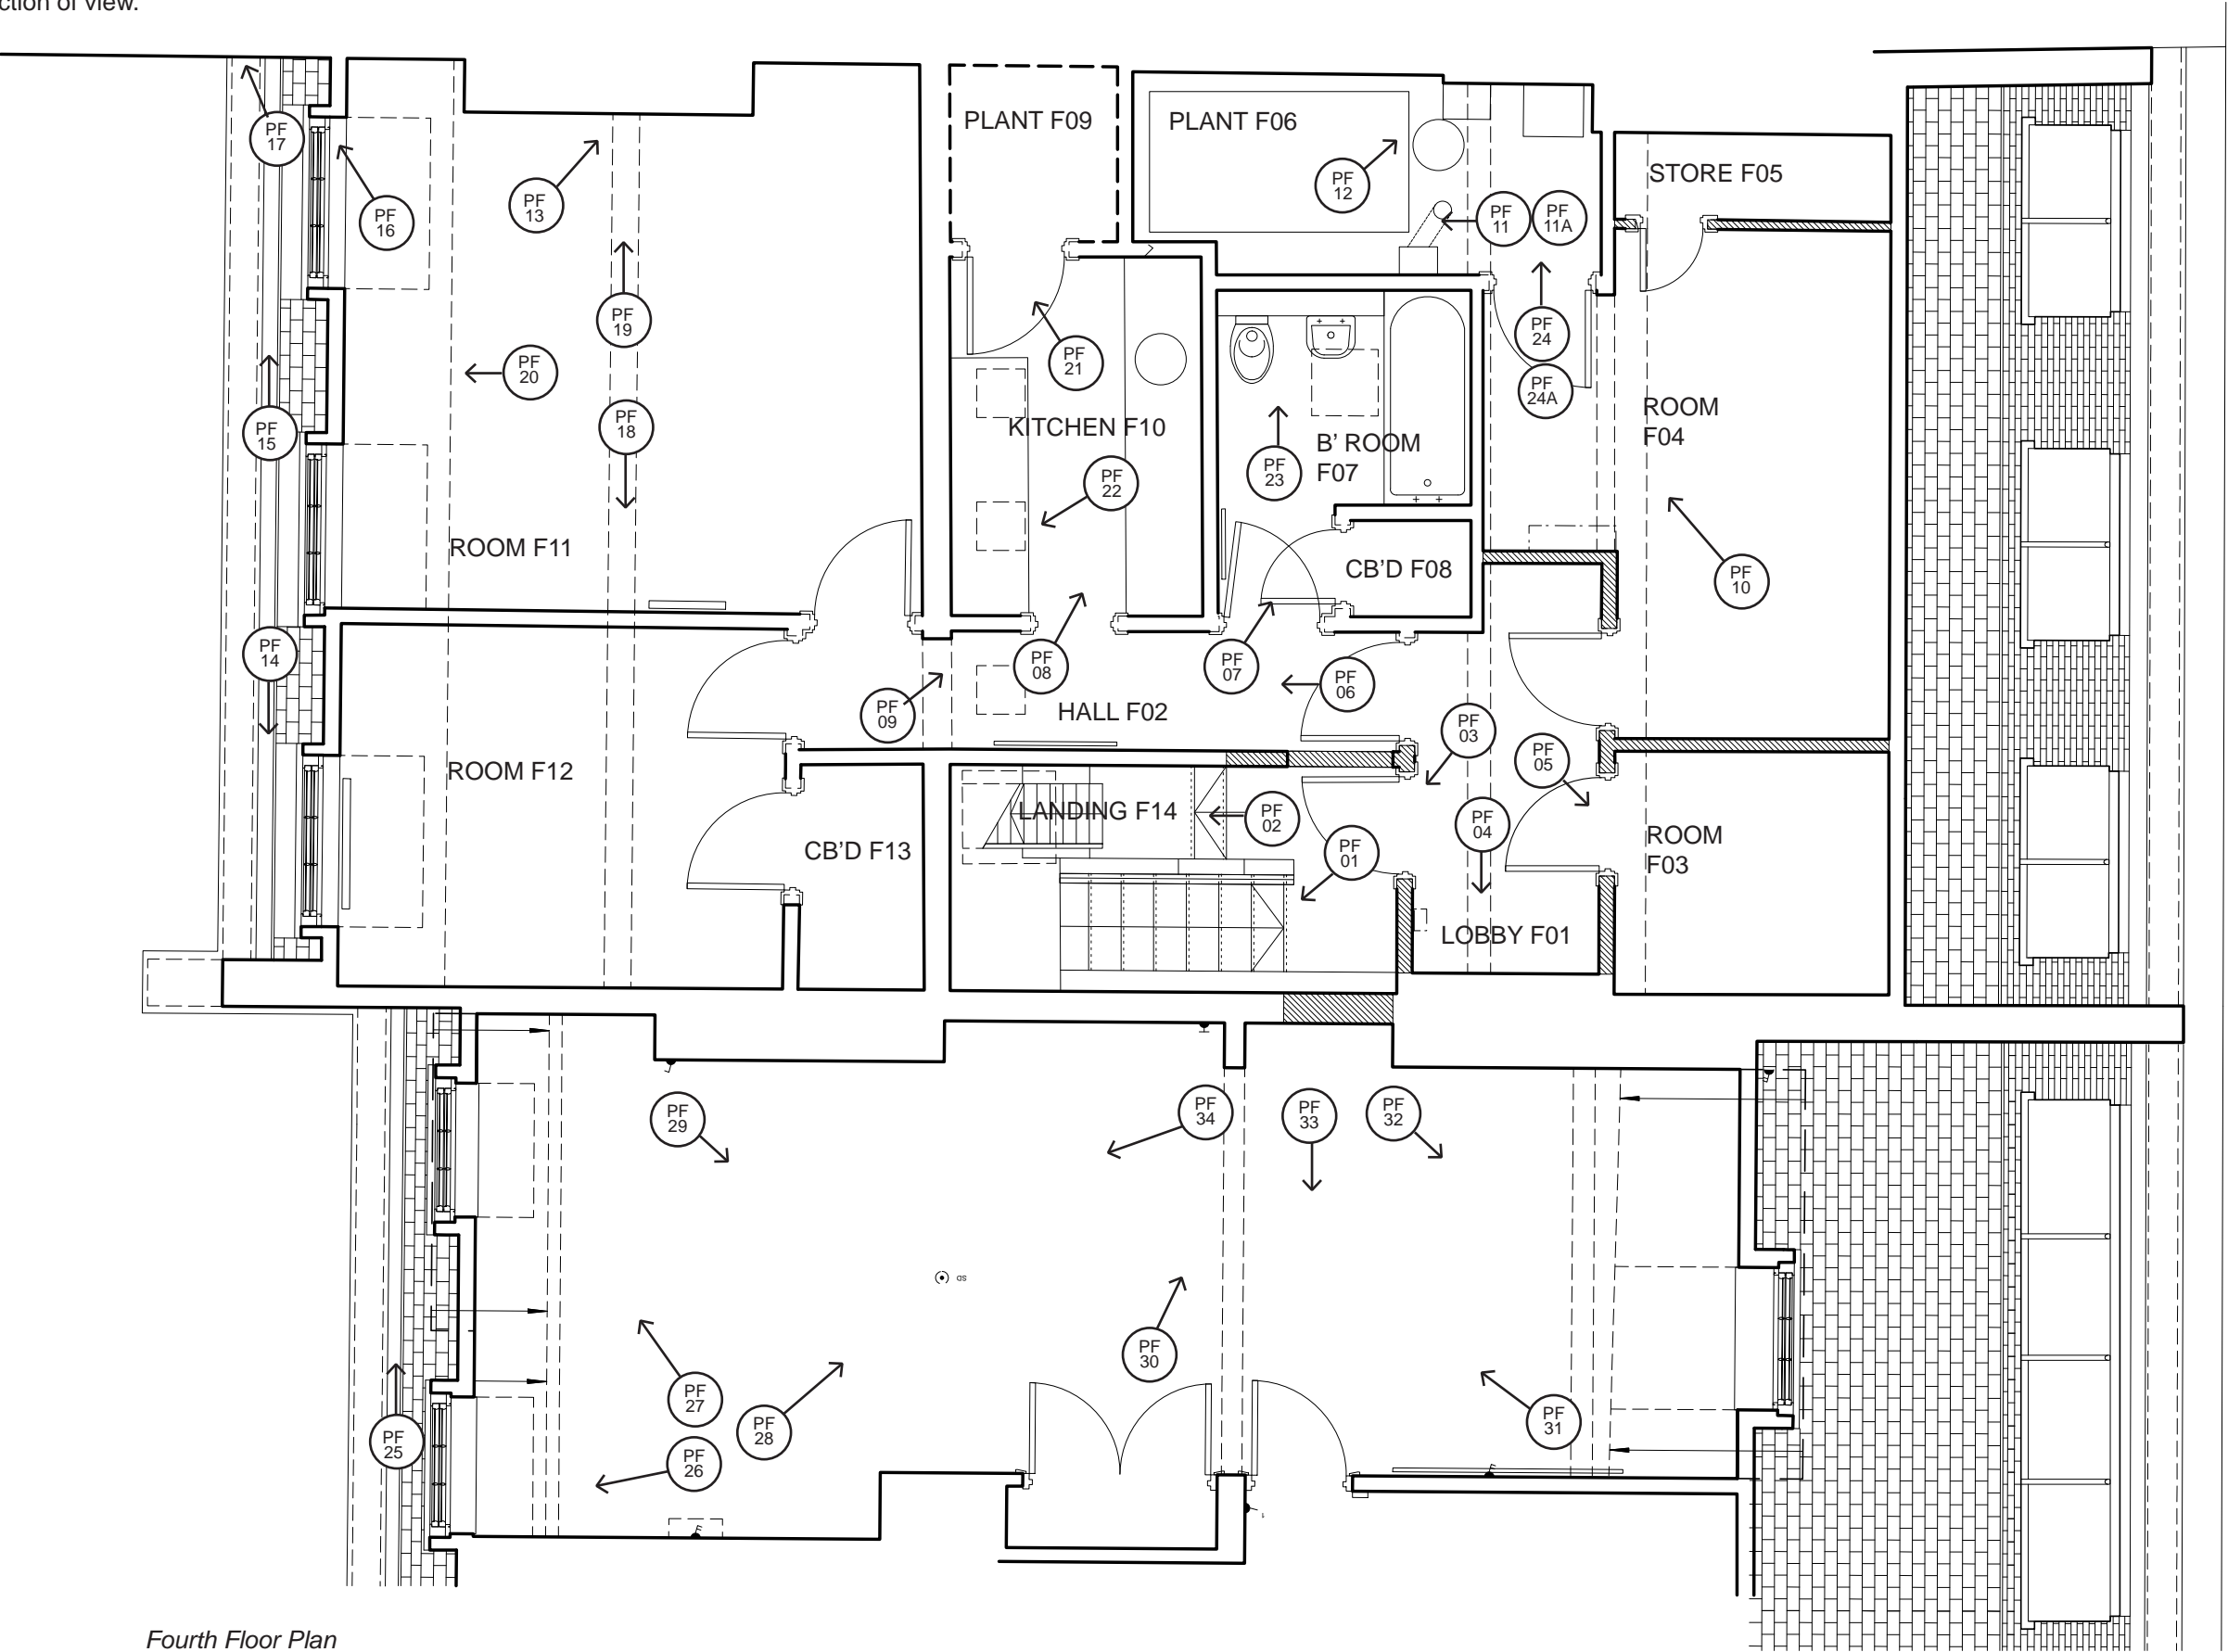 ction of view.
PLANT F09
PLANT F06
PF
17
PF
12
STORE F05
PF
16
PF
13
PF
11
PF
11A
PF
19
PF
24
PF
21
PF
20
PF
24A
ROOM
F04
PF
15
PF
18
KITCHEN F10
B’ ROOM
F07
PF
23
PF
22
ROOM F11
CB’D F08
PF
10
PF
14
PF
08
PF
07
PF
06
PF
09
HALL F02
PF
03
PF
05
ROOM F12
LANDING F14
PF
02
PF
04
ROOM
F03
CB’D F13
PF
01
LOBBY F01
PF
29
PF
34
PF
33
PF
32
PF
30
PF
27
PF
28
PF
31
PF
25
PF
26
Fourth Floor Plan